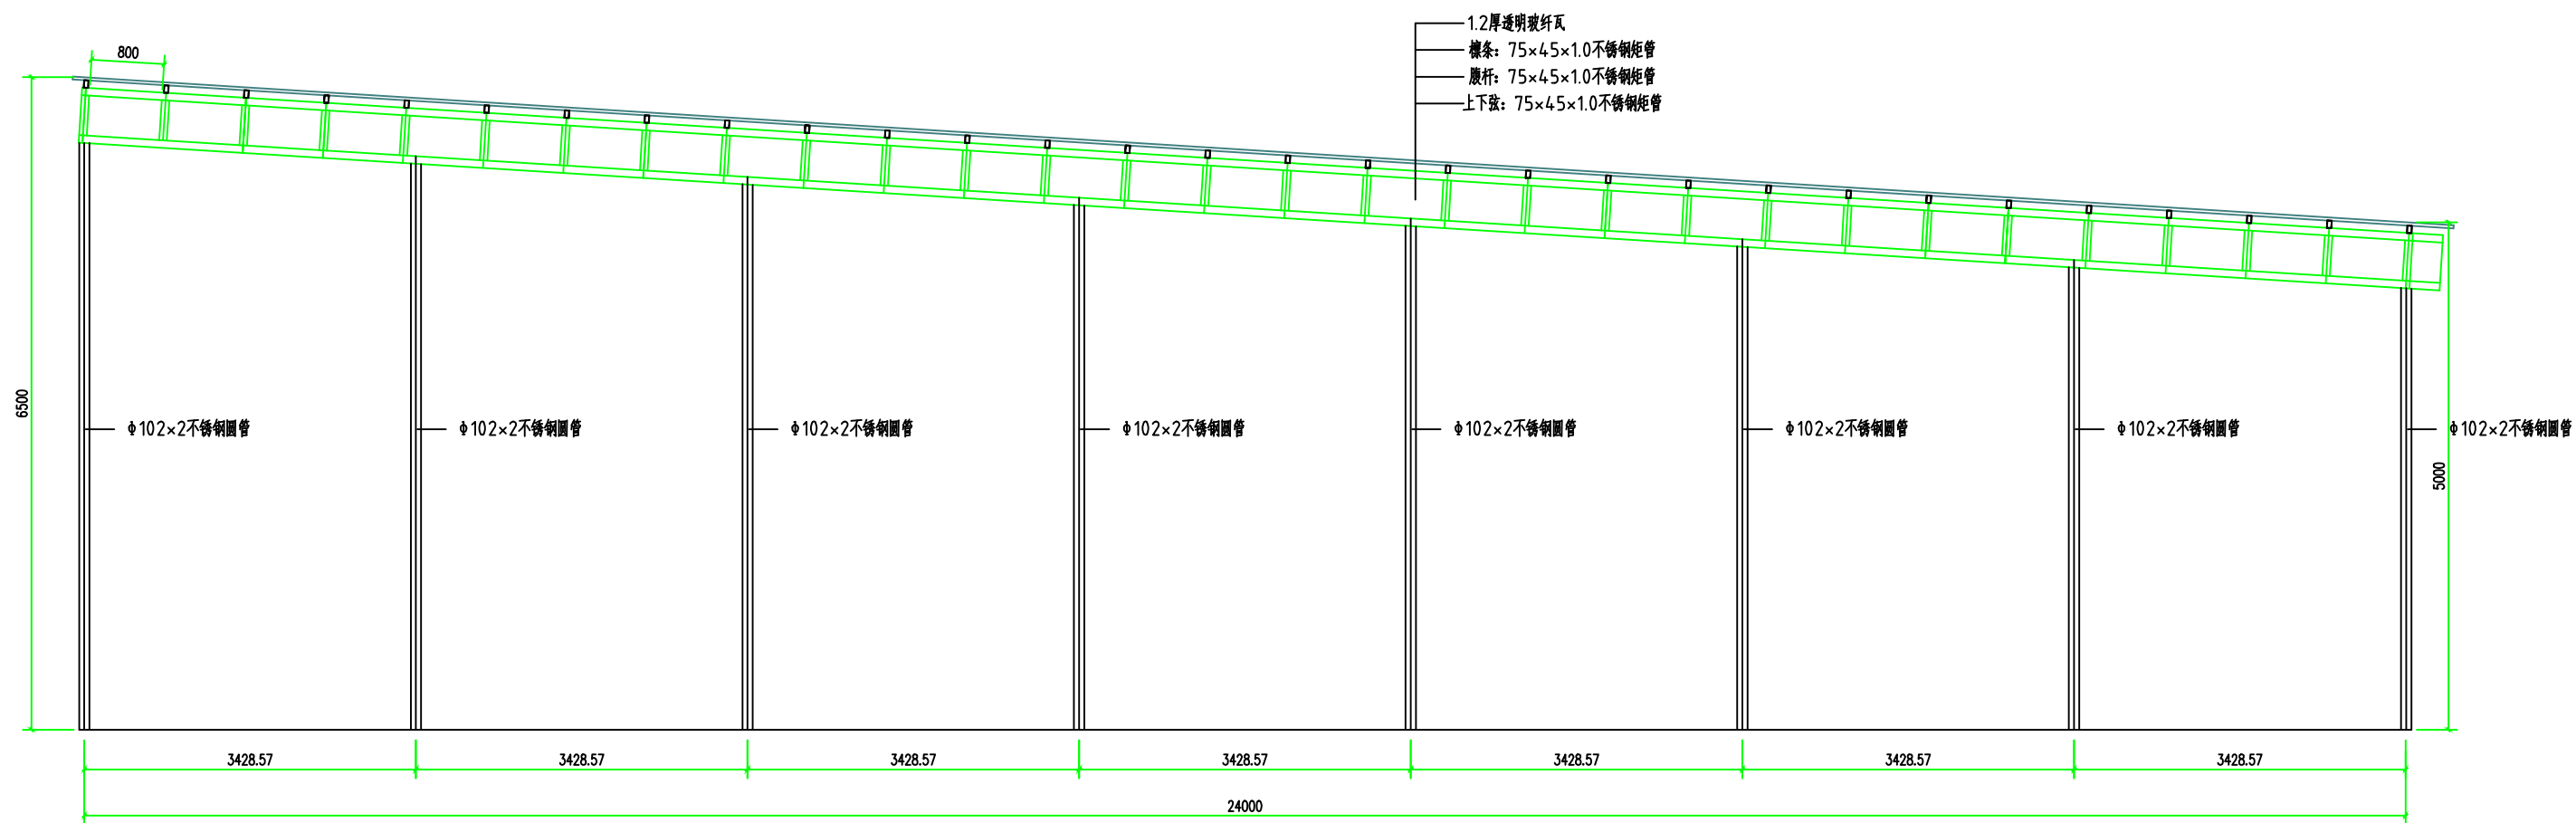 1.2厚透明玻纤瓦
800
檩条：75×45×1.0不锈钢矩管
腹杆：75×45×1.0不锈钢矩管
上下弦：75×45×1.0不锈钢矩管
6500
Φ102×2不锈钢圆管
Φ102×2不锈钢圆管
Φ102×2不锈钢圆管
Φ102×2不锈钢圆管
Φ102×2不锈钢圆管
Φ102×2不锈钢圆管
Φ102×2不锈钢圆管
Φ102×2不锈钢圆管
5000
3428.57
3428.57
3428.57
3428.57
3428.57
3428.57
3428.57
24000